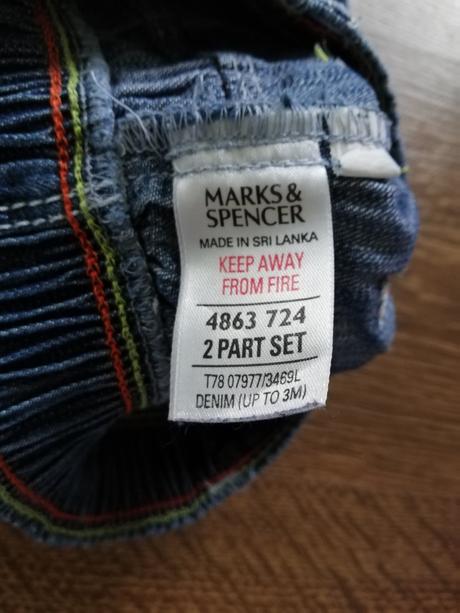 MARKS &
SPENCER
MADE IN SRI LANKA
KEEP AWAY
FROM FIRE
4863 724
2 PART SET
T78 07977/3469L
DENIM (UP TO 3M)